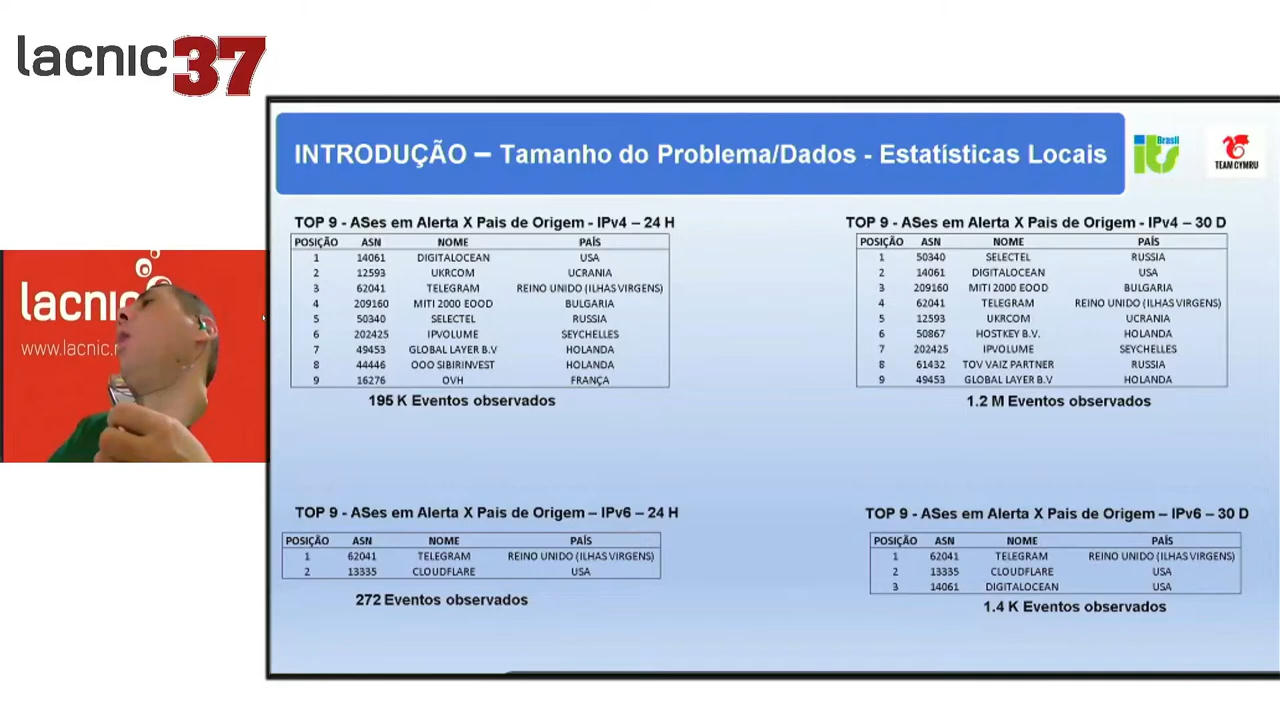 lacnic37
INTRODUÇÃO – Tamanho do Problema/Dados - Estatísticas Locais
Brasil
its
TEAM CYMRU
lacnic
www.lacnic.
TOP 9 - ASes em Alerta X Pais de Origem - IPv4 – 24 H
POSIÇÃO ASN NOME PAÍS
1 14061 DIGITALOCEAN USA
2 12593 UKRCOM UCRANIA
3 62041 TELEGRAM REINO UNIDO (ILHAS VIRGENS)
4 209160 MITI 2000 EOOD BULGARIA
5 50340 SELECTEL RUSSIA
6 202425 IPVOLUME SEYCHELLES
7 49453 GLOBAL LAYER B.V HOLANDA
8 44446 OOO SIBIRINVEST HOLANDA
9 16276 OVH FRANÇA
195 K Eventos observados
TOP 9 - ASes em Alerta X Pais de Origem - IPv4 – 30 D
POSIÇÃO ASN NOME PAÍS
1 50340 SELECTEL RUSSIA
2 14061 DIGITALOCEAN USA
3 209160 MITI 2000 EOOD BULGARIA
4 62041 TELEGRAM REINO UNIDO (ILHAS VIRGENS)
5 12593 UKRCOM UCRANIA
6 50867 HOSTKEY B.V. HOLANDA
7 202425 IPVOLUME SEYCHELLES
8 61432 TOV VAIZ PARTNER RUSSIA
9 49453 GLOBAL LAYER B.V HOLANDA
1.2 M Eventos observados
TOP 9 - ASes em Alerta X Pais de Origem – IPv6 – 24 H
POSIÇÃO ASN NOME PAÍS
1 62041 TELEGRAM REINO UNIDO (ILHAS VIRGENS)
2 13335 CLOUDFLARE USA
272 Eventos observados
TOP 9 - ASes em Alerta X Pais de Origem – IPv6 – 30 D
POSIÇÃO ASN NOME PAÍS
1 62041 TELEGRAM REINO UNIDO (ILHAS VIRGENS)
2 13335 CLOUDFLARE USA
3 14061 DIGITALOCEAN USA
1.4 K Eventos observados